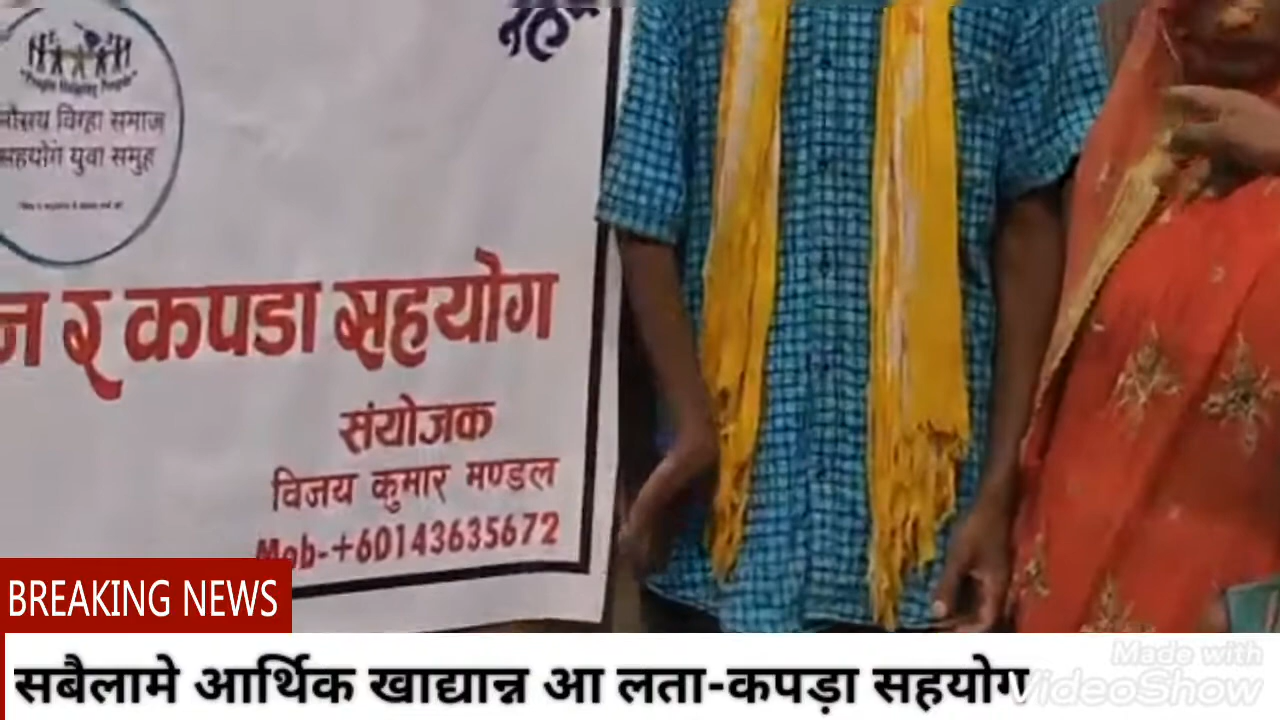 "People Helping People"
नौसय विग्हा समाज
सहयोग युवा समुह
र कपडा सहयोग
संयोजक
विजय कुमार मण्डल
Mob-+60143635672
BREAKING NEWS
सबैलामे आर्थिक खाद्यान्न आ लता-कपड़ा सहयोग
Made with
VideoShow